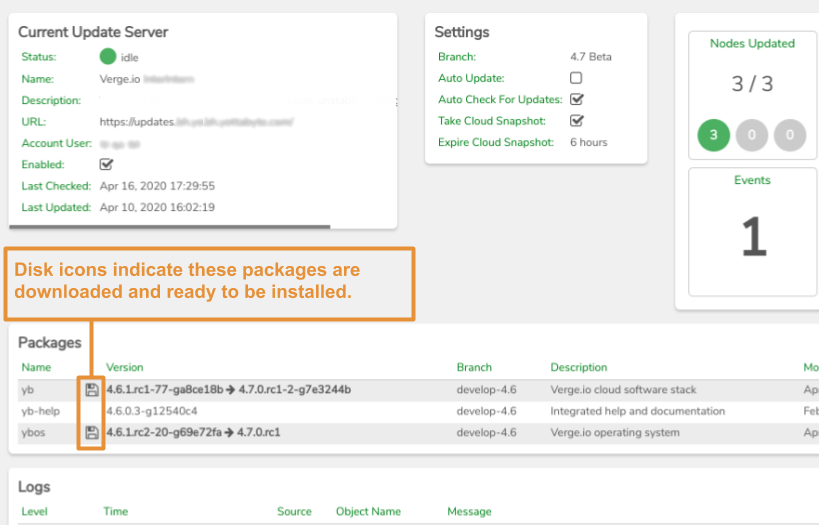 Current Update Server
Status: idle
Name: Verge.io
Description:
URL: https://updates.
Account User:
Enabled:
Last Checked: Apr 16, 2020 17:29:55
Last Updated: Apr 10, 2020 16:02:19
Settings
Branch: 4.7 Beta
Auto Update:
Auto Check For Updates:
Take Cloud Snapshot:
Expire Cloud Snapshot: 6 hours
Nodes Updated
3 / 3
3 0 0
Events
1
Disk icons indicate these packages are
downloaded and ready to be installed.
Packages
Name Version Branch Description Mo
yb 4.6.1.rc1-77-ga8ce18b → 4.7.0.rc1-2-g7e3244b develop-4.6 Verge.io cloud software stack Ap
yb-help 4.6.0.3-g12540c4 develop-4.6 Integrated help and documentation Feb
ybos 4.6.1.rc2-20-g69e72fa → 4.7.0.rc1 develop-4.6 Verge.io operating system Ap
Logs
Level Time Source Object Name Message